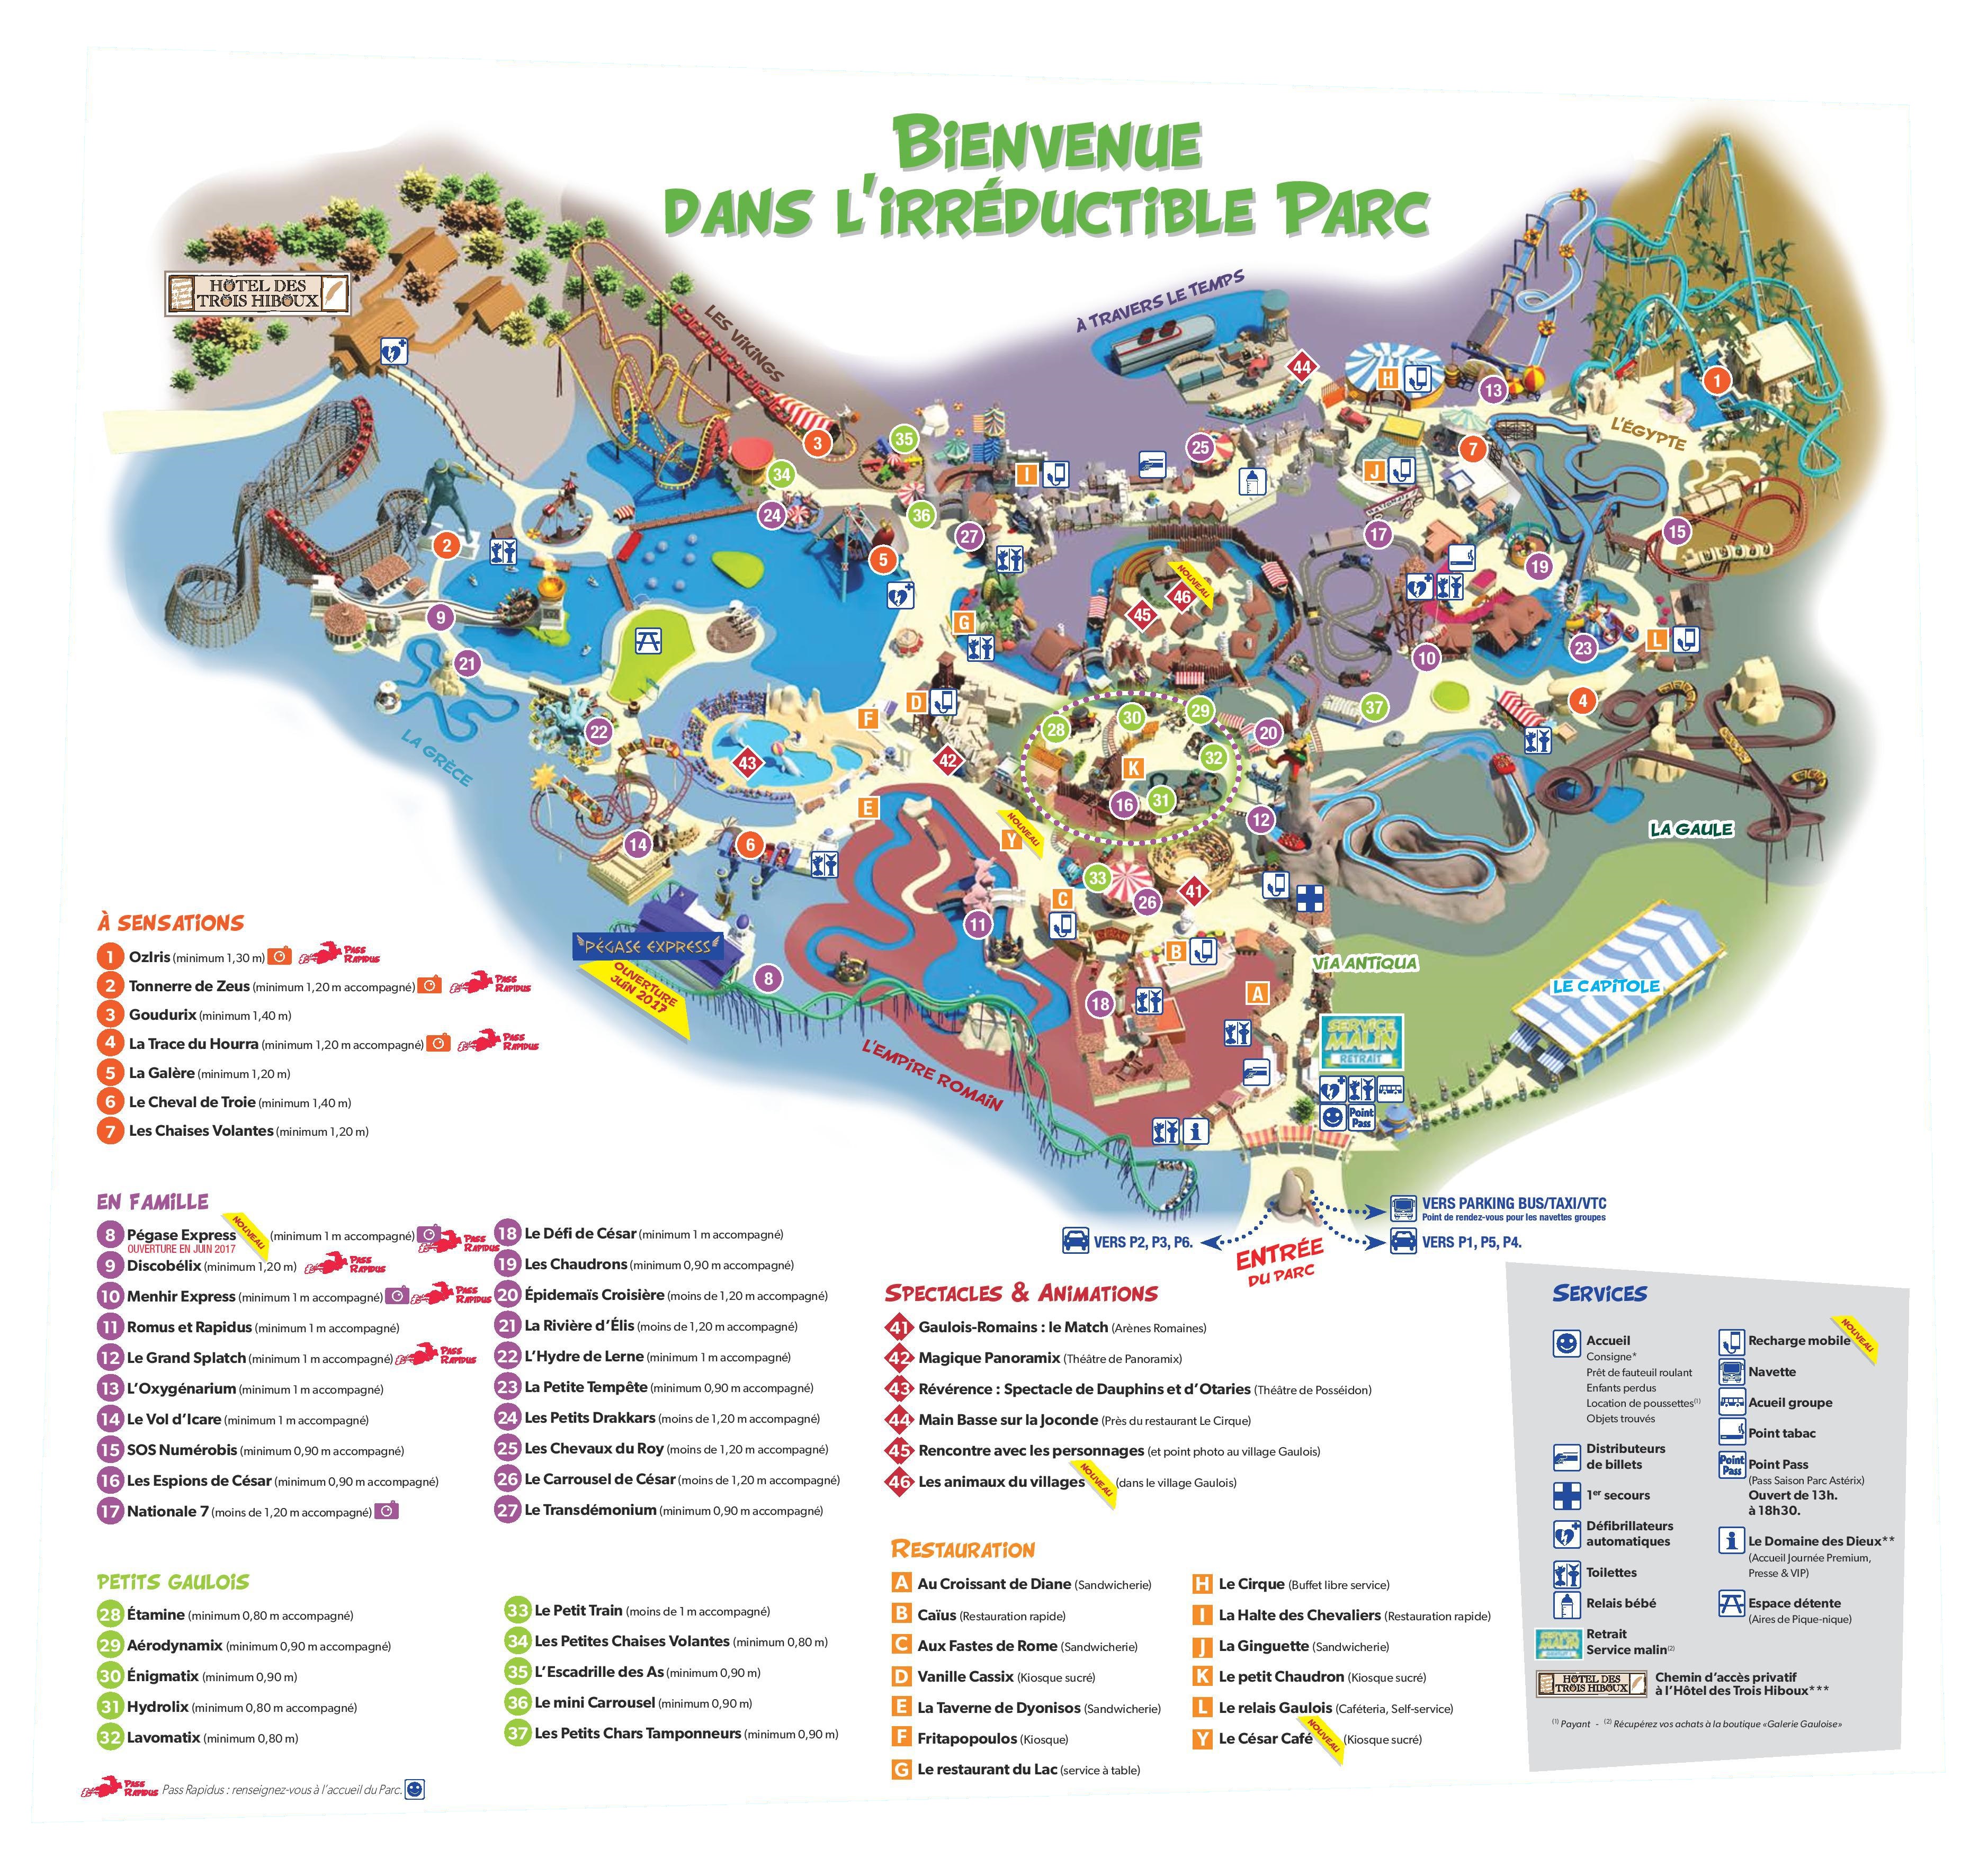 BIENVENUE
DANS L'IRRÉDUCTIBLE PARC
HÔTEL DES
TROIS HIBOUX
LES VIKINGS
À TRAVERS LE TEMPS
L'ÉGYPTE
44
H
13
1
3
35
25
7
I
J
34
24
36
27
17
15
2
5
19
NOUVEAU
46
45
9
G
L
23
10
21
D
F
22
28
30
29
37
4
20
43
42
K
32
LA GRÈCE
E
16
31
12
NOUVEAU
Y
LA GAULE
14
6
33
C
26
41
11
PÉGASE EXPRESS
OUVERTURE
JUIN 2017
8
B
VIA ANTIQUA
A
18
LE CAPITOLE
SERVICE
MALIN
RETRAIT
L'EMPIRE ROMAIN
Point
Pass
VERS PARKING BUS/TAXI/VTC
Point de rendez-vous pour les navettes groupes
VERS P2, P3, P6.
VERS P1, P5, P4.
ENTRÉE
DU PARC
À SENSATIONS
1 OzIris (minimum 1,30 m) PASS RAPIDUS
2 Tonnerre de Zeus (minimum 1,20 m accompagné) PASS RAPIDUS
3 Goudurix (minimum 1,40 m)
4 La Trace du Hourra (minimum 1,20 m accompagné) PASS RAPIDUS
5 La Galère (minimum 1,20 m)
6 Le Cheval de Troie (minimum 1,40 m)
7 Les Chaises Volantes (minimum 1,20 m)
EN FAMILLE
8 Pégase Express NOUVEAU (minimum 1 m accompagné) PASS RAPIDUS
OUVERTURE EN JUIN 2017
9 Discobélix (minimum 1,20 m) PASS RAPIDUS
10 Menhir Express (minimum 1 m accompagné) PASS RAPIDUS
11 Romus et Rapidus (minimum 1 m accompagné)
12 Le Grand Splatch (minimum 1 m accompagné) PASS RAPIDUS
13 L'Oxygénarium (minimum 1 m accompagné)
14 Le Vol d'Icare (minimum 1 m accompagné)
15 SOS Numérobis (minimum 0,90 m accompagné)
16 Les Espions de César (minimum 0,90 m accompagné)
17 Nationale 7 (moins de 1,20 m accompagné)
18 Le Défi de César (minimum 1 m accompagné)
19 Les Chaudrons (minimum 0,90 m accompagné)
20 Épidemaïs Croisière (moins de 1,20 m accompagné)
21 La Rivière d'Élis (moins de 1,20 m accompagné)
22 L'Hydre de Lerne (minimum 1 m accompagné)
23 La Petite Tempête (minimum 0,90 m accompagné)
24 Les Petits Drakkars (moins de 1,20 m accompagné)
25 Les Chevaux du Roy (moins de 1,20 m accompagné)
26 Le Carrousel de César (moins de 1,20 m accompagné)
27 Le Transdémonium (minimum 0,90 m accompagné)
PETITS GAULOIS
28 Étamine (minimum 0,80 m accompagné)
29 Aérodynamix (minimum 0,90 m accompagné)
30 Énigmatix (minimum 0,90 m)
31 Hydrolix (minimum 0,80 m accompagné)
32 Lavomatix (minimum 0,80 m)
33 Le Petit Train (moins de 1 m accompagné)
34 Les Petites Chaises Volantes (minimum 0,80 m)
35 L'Escadrille des As (minimum 0,90 m)
36 Le mini Carrousel (minimum 0,90 m)
37 Les Petits Chars Tamponneurs (minimum 0,90 m)
PASS RAPIDUS Pass Rapidus : renseignez-vous à l'accueil du Parc.
SPECTACLES & ANIMATIONS
41 Gaulois-Romains : le Match (Arènes Romaines)
42 Magique Panoramix (Théâtre de Panoramix)
43 Révérence : Spectacle de Dauphins et d'Otaries (Théâtre de Posséidon)
44 Main Basse sur la Joconde (Près du restaurant Le Cirque)
45 Rencontre avec les personnages (et point photo au village Gaulois)
46 Les animaux du villages NOUVEAU (dans le village Gaulois)
RESTAURATION
A Au Croissant de Diane (Sandwicherie)
B Caïus (Restauration rapide)
C Aux Fastes de Rome (Sandwicherie)
D Vanille Cassix (Kiosque sucré)
E La Taverne de Dyonisos (Sandwicherie)
F Fritapopoulos (Kiosque)
G Le restaurant du Lac (service à table)
H Le Cirque (Buffet libre service)
I La Halte des Chevaliers (Restauration rapide)
J La Ginguette (Sandwicherie)
K Le petit Chaudron (Kiosque sucré)
L Le relais Gaulois (Caféteria, Self-service)
Y Le César Café NOUVEAU (Kiosque sucré)
SERVICES
Accueil
Consigne*
Prêt de fauteuil roulant
Enfants perdus
Location de poussettes(1)
Objets trouvés
Distributeurs
de billets
1er secours
Défibrillateurs
automatiques
Toilettes
Relais bébé
SERVICE MALIN RETRAIT
Retrait
Service malin(2)
Recharge mobile NOUVEAU
Navette
Acueil groupe
Point tabac
Point Pass
Point Pass
(Pass Saison Parc Astérix)
Ouvert de 13h.
à 18h30.
Le Domaine des Dieux**
(Accueil Journée Premium,
Presse & VIP)
Espace détente
(Aires de Pique-nique)
HÔTEL DES
TROIS HIBOUX
Chemin d'accès privatif
à l'Hôtel des Trois Hiboux***
(1) Payant - (2) Récupérez vos achats à la boutique «Galerie Gauloise»